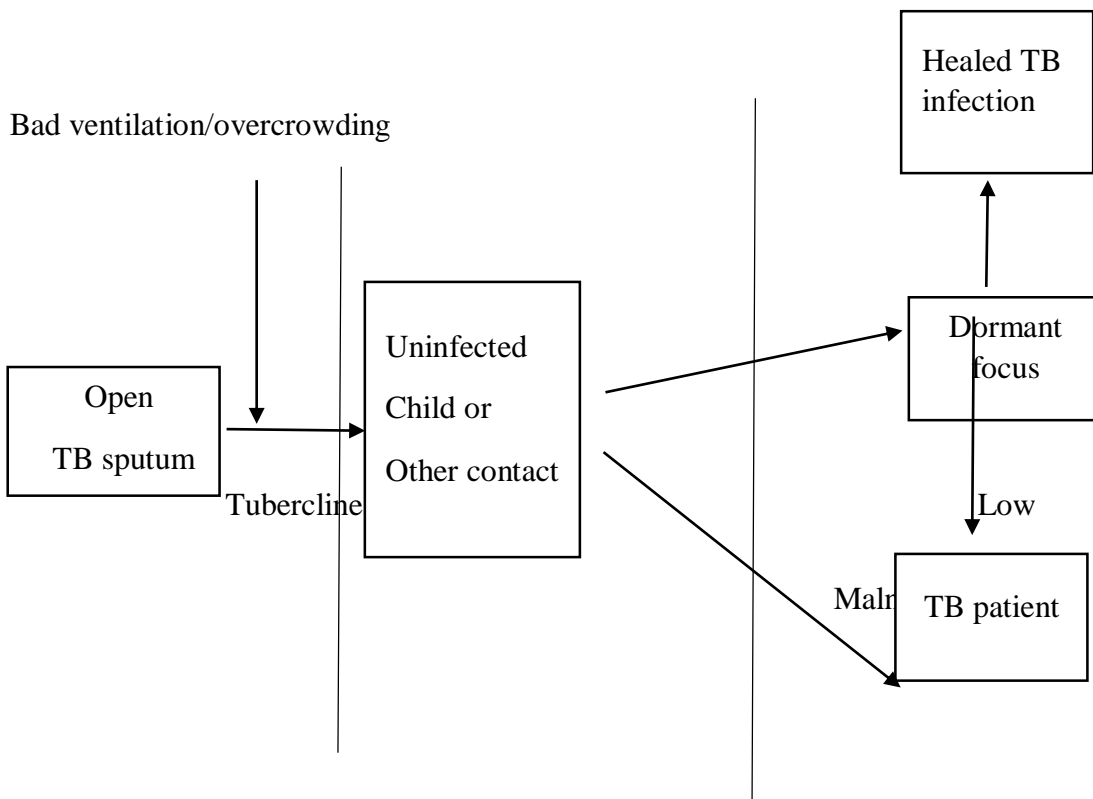 Healed TB
infection
Bad ventilation/overcrowding
Dormant
focus
Uninfected
Child or
Other contact
Open
TB sputum
Tubercline
Low
TB patient